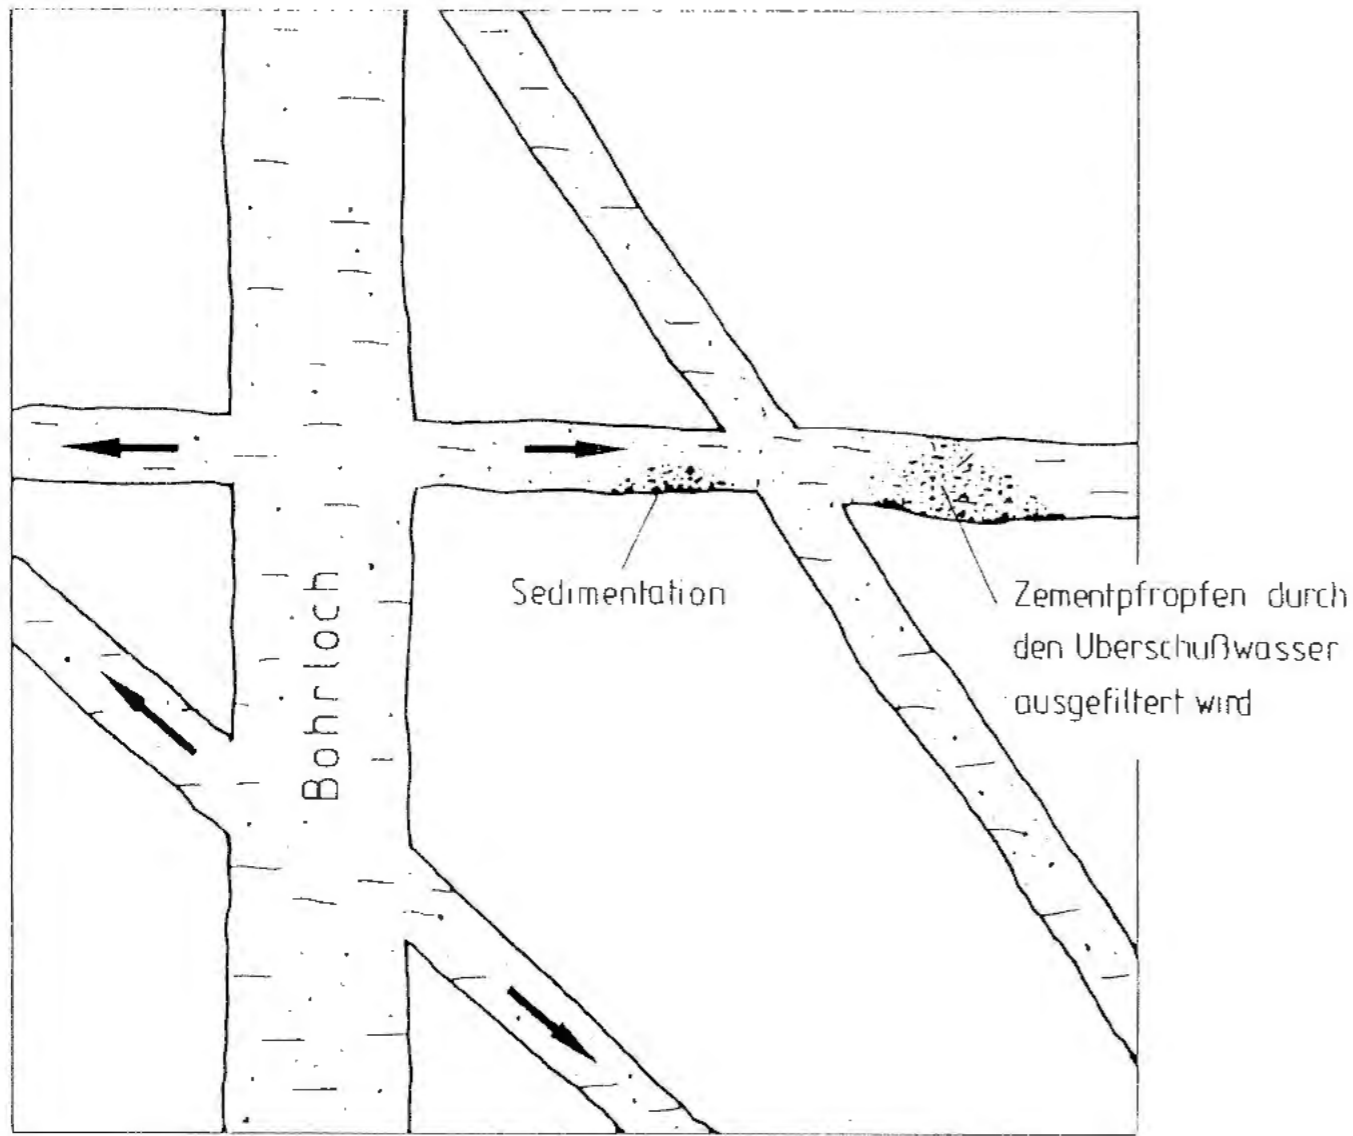 Bohrloch
Sedimentation
Zementpfropfen durch
den Uberschußwasser
ausgefiltert wird